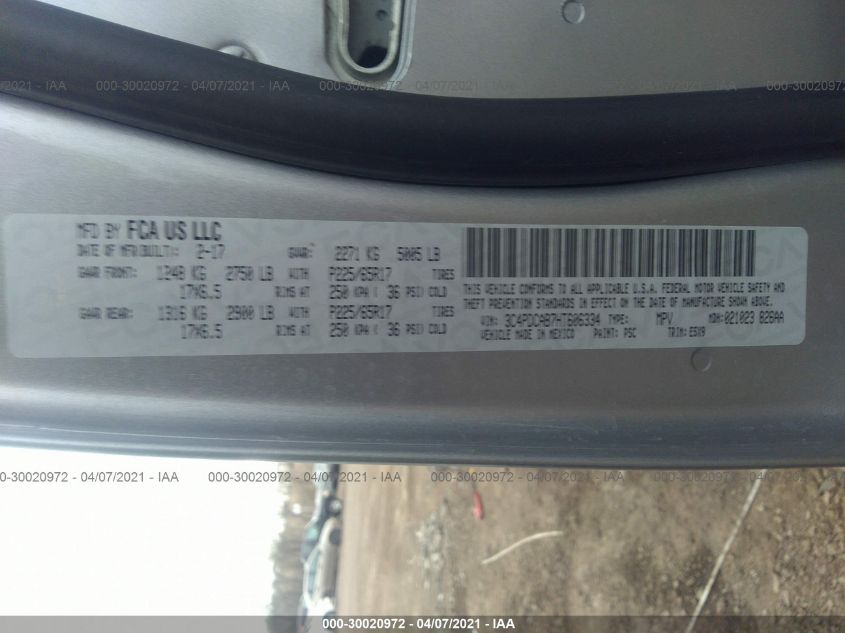 000-30020972 - 04/07/2021 - IAA
MFD BY FCA US LLC
DATE OF MFR/BUILT: 2-17 GVWR: 2271 KG 5005 LB
GAWR FRONT: 1248 KG 2750 LB WITH P225/65R17 TIRES
17X6.5 RIMS AT 250 KPA ( 36 PSI) COLD
GAWR REAR: 1316 KG 2900 LB WITH P225/65R17 TIRES
17X6.5 RIMS AT 250 KPA ( 36 PSI) COLD
THIS VEHICLE CONFORMS TO ALL APPLICABLE U.S.A. FEDERAL MOTOR VEHICLE SAFETY AND
THEFT PREVENTION STANDARDS IN EFFECT ON THE DATE OF MANUFACTURE SHOWN ABOVE.
VIN: 3C4PDCAB7HT606334 TYPE: MPV MDH: 021023 826AA
VEHICLE MADE IN MEXICO PAINT: PSC TRIM: E5X9
000-30020972 - 04/07/2021 - IAA
000-30020972 - 04/07/2021 - IAA